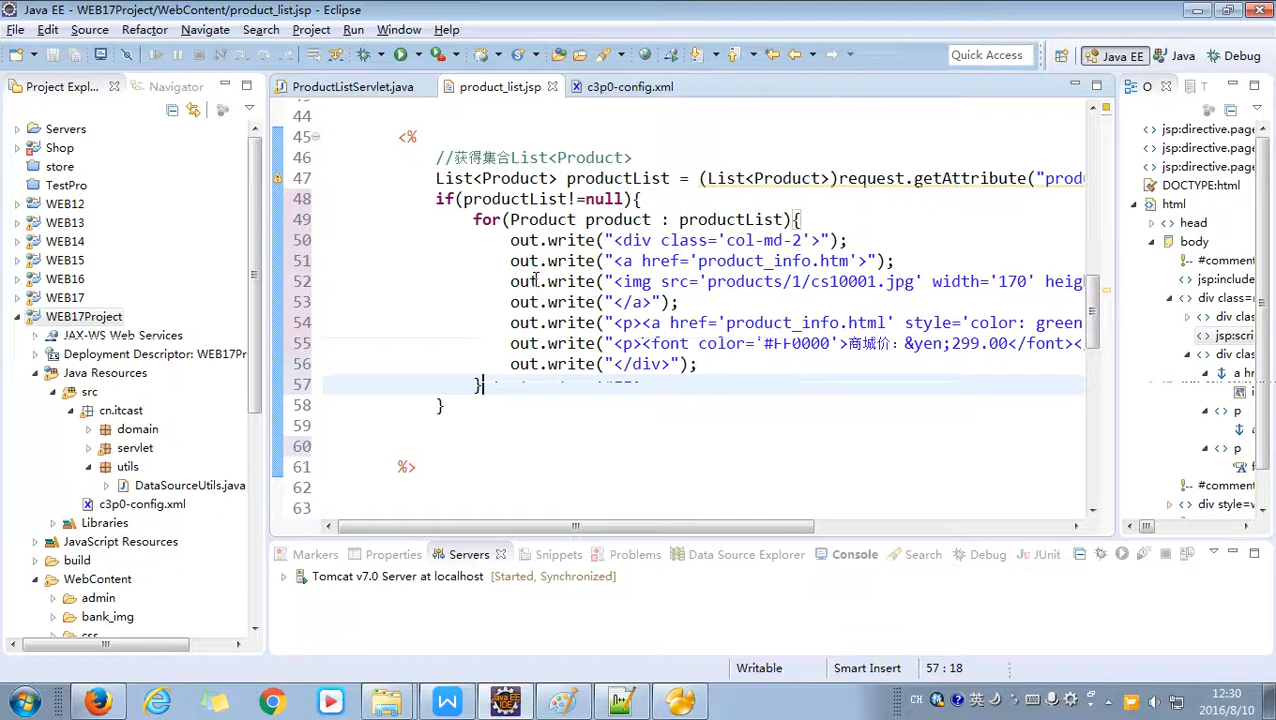 Java EE - WEB17Project/WebContent/product_list.jsp - Eclipse
File Edit Source Refactor Navigate Search Project Run Window Help
Quick Access
Java EE Java Debug
Project Expl... Navigator
ProductListServlet.java product_list.jsp c3p0-config.xml
O T
Servers
Shop
store
TestPro
WEB12
WEB13
WEB14
WEB15
WEB16
WEB17
WEB17Project
JAX-WS Web Services
Deployment Descriptor: WEB17Pr
Java Resources
src
cn.itcast
domain
servlet
utils
DataSourceUtils.java
c3p0-config.xml
Libraries
JavaScript Resources
build
WebContent
admin
bank_img
css
44
45 <%
46 //获得集合List<Product>
47 List<Product> productList = (List<Product>)request.getAttribute("prod
48 if(productList!=null){
49 for(Product product : productList){
50 out.write("<div class='col-md-2'>");
51 out.write("<a href='product_info.htm'>");
52 out.write("<img src='products/1/cs10001.jpg' width='170' heig
53 out.write("</a>");
54 out.write("<p><a href='product_info.html' style='color: green
55 out.write("<p><font color='#FF0000'>商城价：&yen;299.00</font><
56 out.write("</div>");
57 }
58 }
59
60
61 %>
62
63
jsp:directive.page
jsp:directive.page
jsp:directive.page
DOCTYPE:html
html
head
body
#comment
jsp:include
div class=
div clas
jsp:scri
div clas
a hr
i
p
a
p
f
#comment
div style=w
Markers Properties Servers Snippets Problems Data Source Explorer Console Search Debug JUnit
Tomcat v7.0 Server at localhost [Started, Synchronized]
Writable Smart Insert 57 : 18
CH 英
12:30
2016/8/10